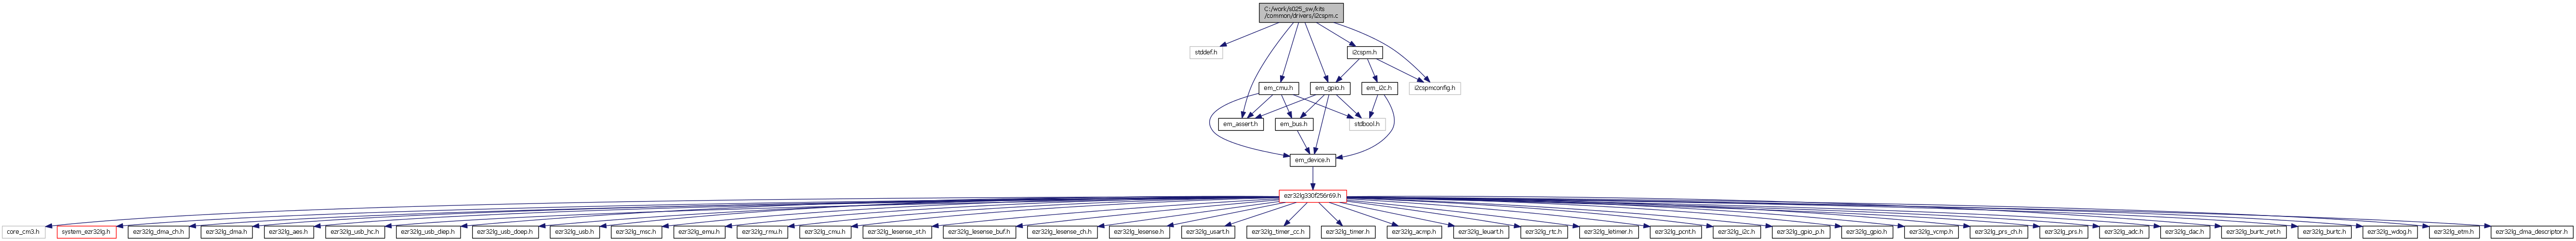 C:/work/s025_sw/kits
/common/drivers/i2cspm.c
stddef.h
i2cspm.h
em_cmu.h
em_gpio.h
em_i2c.h
i2cspmconfig.h
em_assert.h
em_bus.h
stdbool.h
em_device.h
ezr32lg330f256r69.h
core_cm3.h
system_ezr32lg.h
ezr32lg_dma_ch.h
ezr32lg_dma.h
ezr32lg_aes.h
ezr32lg_usb_hc.h
ezr32lg_usb_diep.h
ezr32lg_usb_doep.h
ezr32lg_usb.h
ezr32lg_msc.h
ezr32lg_emu.h
ezr32lg_rmu.h
ezr32lg_cmu.h
ezr32lg_lesense_st.h
ezr32lg_lesense_buf.h
ezr32lg_lesense_ch.h
ezr32lg_lesense.h
ezr32lg_usart.h
ezr32lg_timer_cc.h
ezr32lg_timer.h
ezr32lg_acmp.h
ezr32lg_leuart.h
ezr32lg_rtc.h
ezr32lg_letimer.h
ezr32lg_pcnt.h
ezr32lg_i2c.h
ezr32lg_gpio_p.h
ezr32lg_gpio.h
ezr32lg_vcmp.h
ezr32lg_prs_ch.h
ezr32lg_prs.h
ezr32lg_adc.h
ezr32lg_dac.h
ezr32lg_burtc_ret.h
ezr32lg_burtc.h
ezr32lg_wdog.h
ezr32lg_etm.h
ezr32lg_dma_descriptor.h